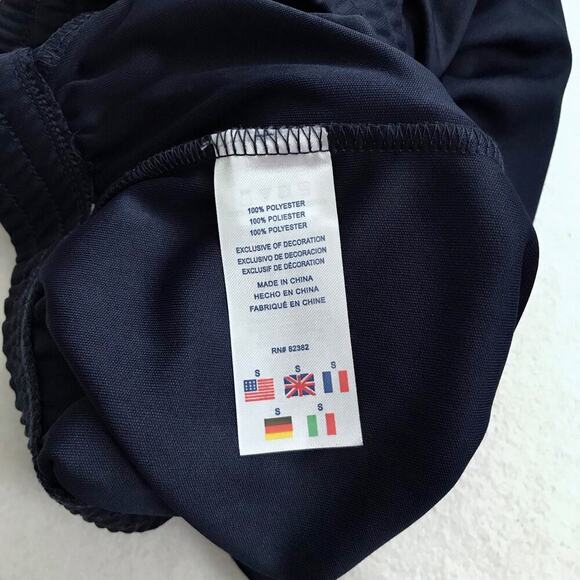 100% POLYESTER
100% POLIESTER
100% POLYESTER
EXCLUSIVE OF DECORATION
EXCLUSIVO DE DECORACION
EXCLUSIF DE DÉCORATION
MADE IN CHINA
HECHO EN CHINA
FABRIQUÉ EN CHINE
RN# 82382
S S S
S S